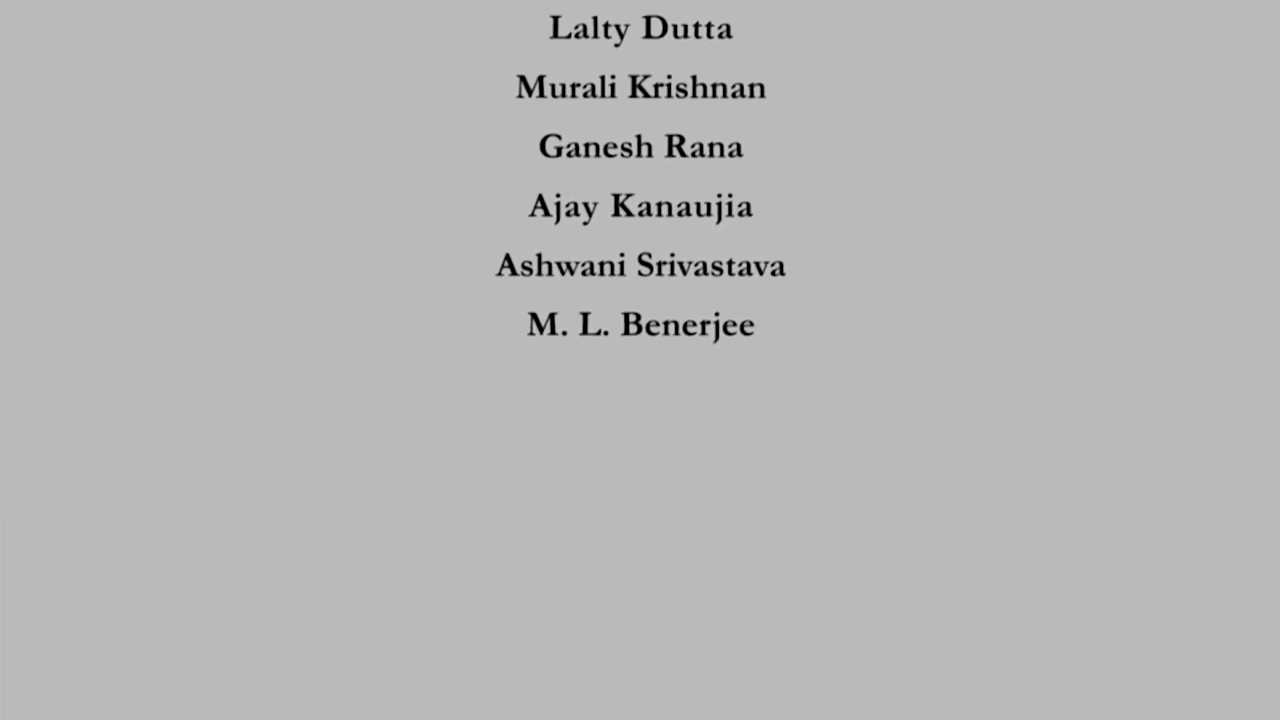 Lalty Dutta
Murali Krishnan
Ganesh Rana
Ajay Kanaujia
Ashwani Srivastava
M. L. Benerjee